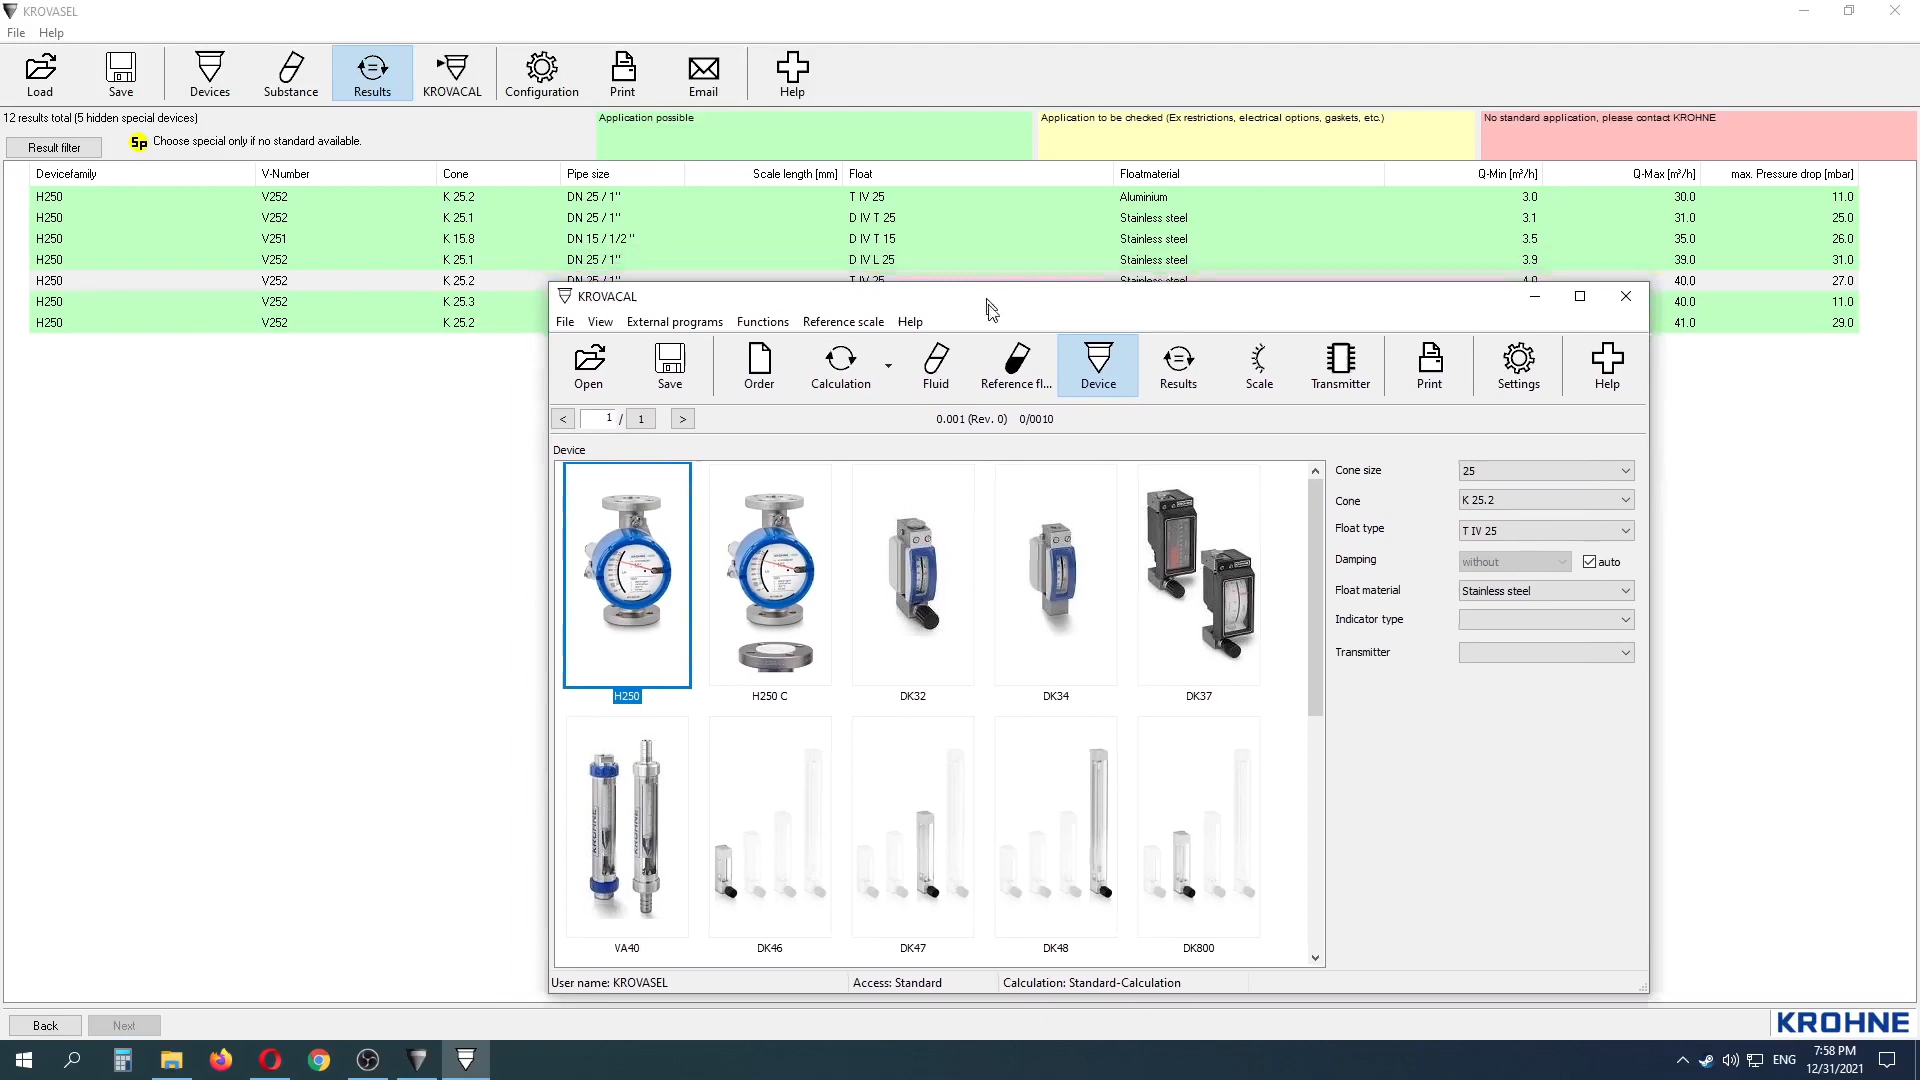 KROVASEL
File Help
Load Save Devices Substance Results KROVACAL Configuration Print Email Help
12 results total (5 hidden special devices)
Result filter
Sp Choose special only if no standard available.
Application possible
Application to be checked (Ex restrictions, electrical options, gaskets, etc.)
No standard application, please contact KROHNE
Devicefamily V-Number Cone Pipe size Scale length [mm] Float Floatmaterial Q-Min [m³/h] Q-Max [m³/h] max. Pressure drop [mbar]
H250 V252 K 25.2 DN 25 / 1" T IV 25 Aluminium 3.0 30.0 11.0
H250 V252 K 25.1 DN 25 / 1" D IV T 25 Stainless steel 3.1 31.0 25.0
H250 V251 K 15.8 DN 15 / 1/2 " D IV T 15 Stainless steel 3.5 35.0 26.0
H250 V252 K 25.1 DN 25 / 1" D IV L 25 Stainless steel 3.9 39.0 31.0
H250 V252 K 25.2 DN 25 / 1" T IV 25 Stainless steel 4.0 40.0 27.0
H250 V252 K 25.3 40.0 11.0
H250 V252 K 25.2 41.0 29.0
KROVACAL
File View External programs Functions Reference scale Help
Open Save Order Calculation Fluid Reference fl... Device Results Scale Transmitter Print Settings Help
< 1 / 1 > 0.001 (Rev. 0) 0/0010
Device
H250 H250 C DK32 DK34 DK37
VA40 DK46 DK47 DK48 DK800
Cone size 25
Cone K 25.2
Float type T IV 25
Damping without auto
Float material Stainless steel
Indicator type
Transmitter
User name: KROVASEL Access: Standard Calculation: Standard-Calculation
Back Next
KROHNE
ENG
7:58 PM
12/31/2021